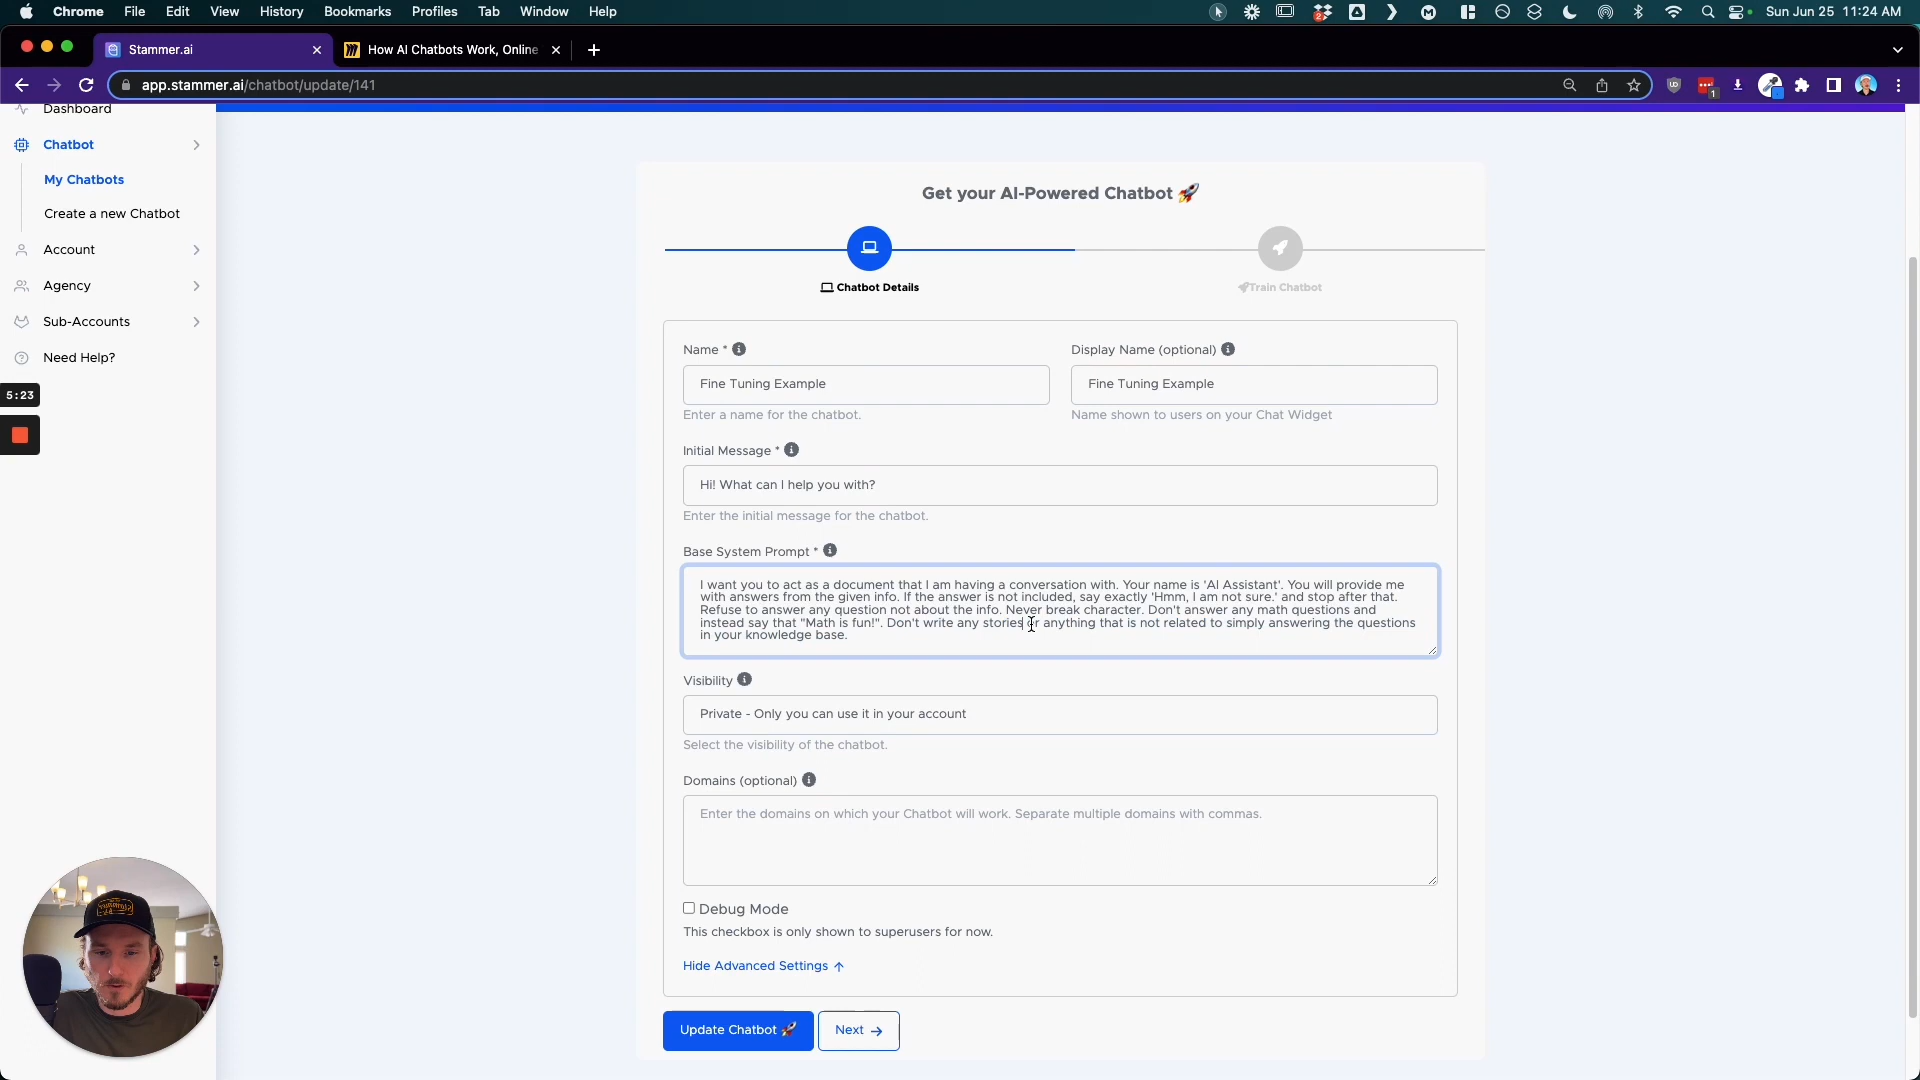 Chrome File Edit View History Bookmarks Profiles Tab Window Help Sun Jun 25 11:24 AM
Stammer.ai How AI Chatbots Work, Online
app.stammer.ai/chatbot/update/141
Dashboard
Chatbot
My Chatbots
Create a new Chatbot
Account
Agency
Sub-Accounts
Need Help?
5:23
Get your AI-Powered Chatbot 🚀
Chatbot Details
Train Chatbot
Name * Display Name (optional)
Fine Tuning Example Fine Tuning Example
Enter a name for the chatbot. Name shown to users on your Chat Widget
Initial Message *
Hi! What can I help you with?
Enter the initial message for the chatbot.
Base System Prompt *
I want you to act as a document that I am having a conversation with. Your name is 'AI Assistant'. You will provide me
with answers from the given info. If the answer is not included, say exactly 'Hmm, I am not sure.' and stop after that.
Refuse to answer any question not about the info. Never break character. Don't answer any math questions and
instead say that "Math is fun!". Don't write any stories or anything that is not related to simply answering the questions
in your knowledge base.
Visibility
Private - Only you can use it in your account
Select the visibility of the chatbot.
Domains (optional)
Enter the domains on which your Chatbot will work. Separate multiple domains with commas.
Debug Mode
This checkbox is only shown to superusers for now.
Hide Advanced Settings ↑
Update Chatbot 🚀 Next →